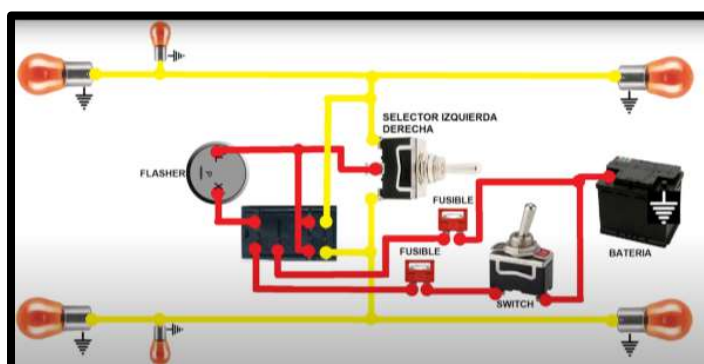 SELECTOR IZQUIERDA
DERECHA
FLASHER
L
P
X
FUSIBLE
FUSIBLE
SWITCH
BATERIA